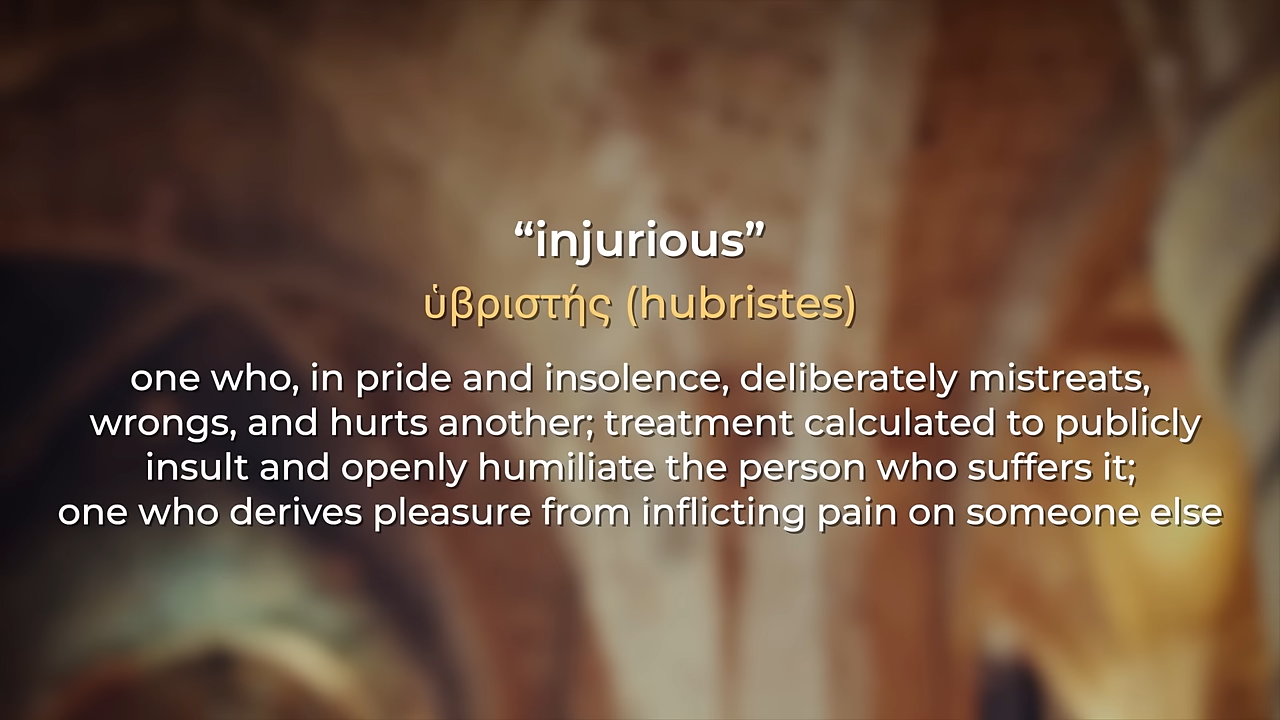 “injurious”
ὑβριστής (hubristes)
one who, in pride and insolence, deliberately mistreats,
wrongs, and hurts another; treatment calculated to publicly
insult and openly humiliate the person who suffers it;
one who derives pleasure from inflicting pain on someone else